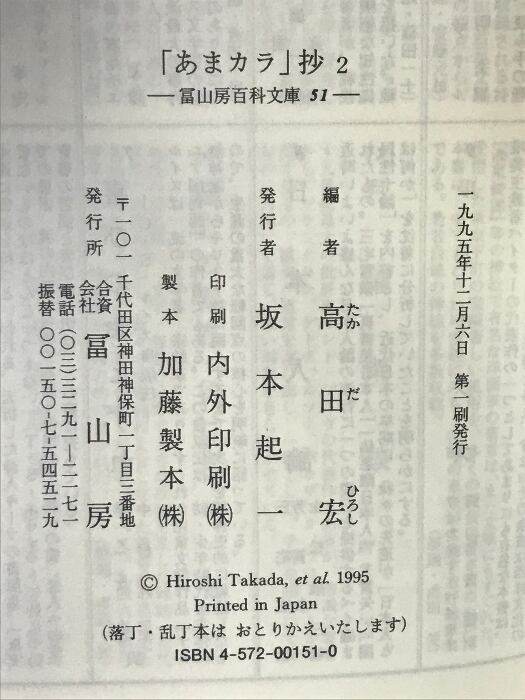 「あまカラ」抄 2
— 冨山房百科文庫 51 —
一九九五年十二月六日 第一刷発行
編者 高田宏
たかだひろし
発行者 坂本起一
印刷 内外印刷㈱
製本 加藤製本㈱
〒一〇一 千代田区神田神保町一丁目三番地
発行所 合資会社 冨山房
電話(〇三)三二九一―二一七一
振替 〇〇一五〇-七-五四五二九
© Hiroshi Takada, et al. 1995
Printed in Japan
(落丁・乱丁本は おとりかえいたします)
ISBN 4-572-00151-0